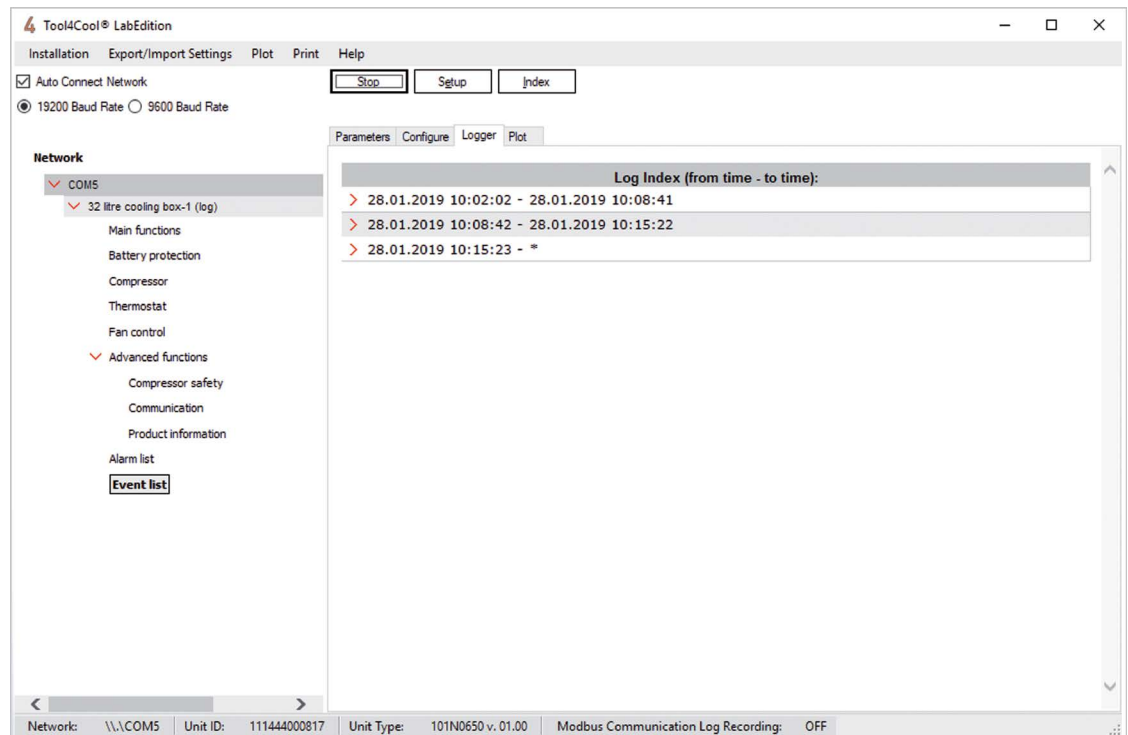 Tool4Cool® LabEdition
Installation Export/Import Settings Plot Print Help
Auto Connect Network
Stop Setup Index
19200 Baud Rate 9600 Baud Rate
Parameters Configure Logger Plot
Network
COM5
32 litre cooling box-1 (log)
Main functions
Battery protection
Compressor
Thermostat
Fan control
Advanced functions
Compressor safety
Communication
Product information
Alarm list
Event list
Log Index (from time - to time):
28.01.2019 10:02:02 - 28.01.2019 10:08:41
28.01.2019 10:08:42 - 28.01.2019 10:15:22
28.01.2019 10:15:23 - *
Network: \\.\COM5 Unit ID: 111444000817 Unit Type: 101N0650 v. 01.00 Modbus Communication Log Recording: OFF